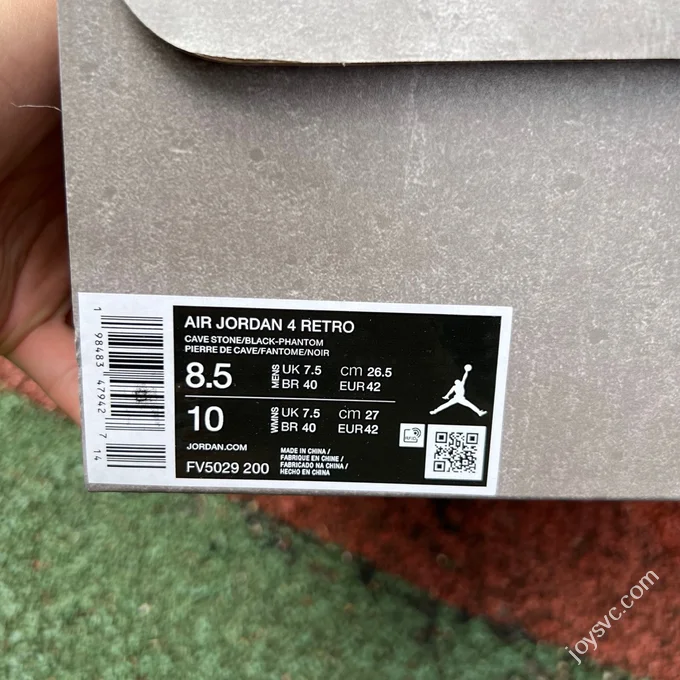 AIR JORDAN 4 RETRO
CAVE STONE/BLACK-PHANTOM
PIERRE DE CAVE/FANTOME/NOIR
8.5 MENS UK 7.5 cm 26.5
BR 40 EUR 42
10 WMNS UK 7.5 cm 27
BR 40 EUR 42
JORDAN.COM
FV5029 200
MADE IN CHINA/
FABRIQUE EN CHINE/
FABRICADO NA CHINA/
HECHO EN CHINA
RFID
1 98483 47942 7 14
joysvc.com